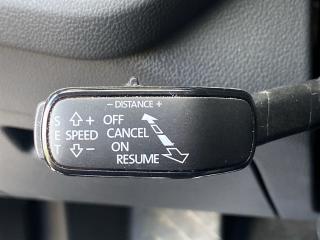 − DISTANCE +
S + OFF
E SPEED CANCEL
T − ON
RESUME